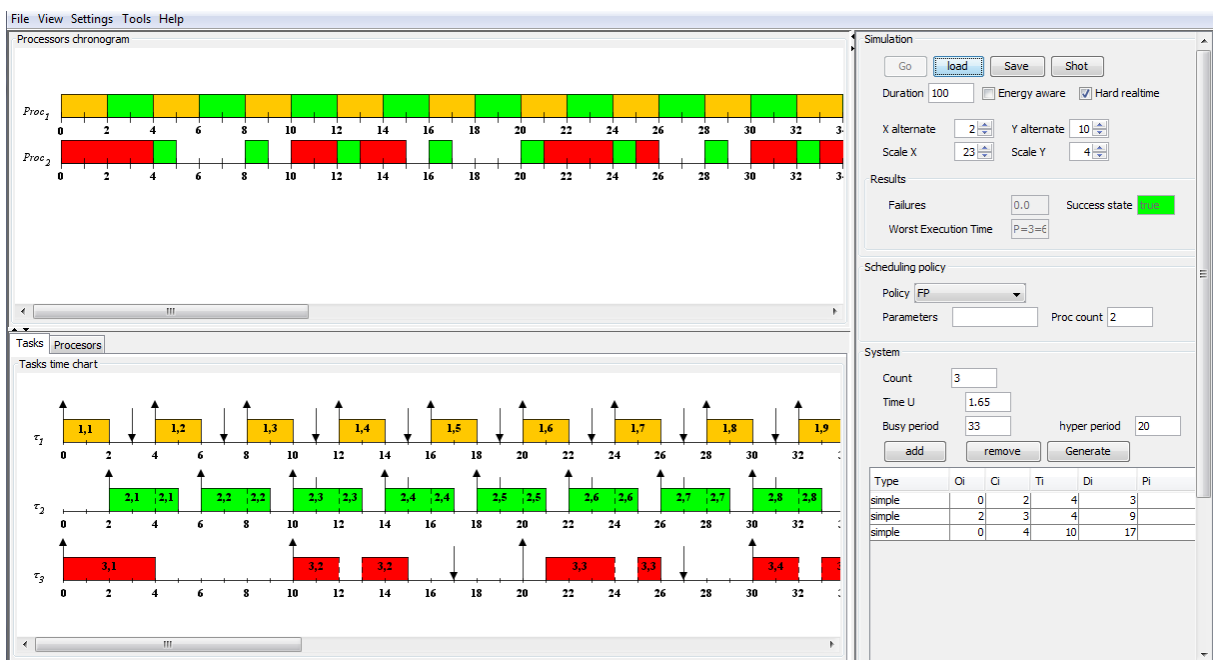 File View Settings Tools Help
Processors chronogram
Proc1
0 2 4 6 8 10 12 14 16 18 20 22 24 26 28 30 32 3
Proc2
0 2 4 6 8 10 12 14 16 18 20 22 24 26 28 30 32 3
Tasks Procesors
Tasks time chart
τ1 1,1 1,2 1,3 1,4 1,5 1,6 1,7 1,8 1,9
0 2 4 6 8 10 12 14 16 18 20 22 24 26 28 30 32
τ2 2,1 2,1 2,2 2,2 2,3 2,3 2,4 2,4 2,5 2,5 2,6 2,6 2,7 2,7 2,8 2,8
0 2 4 6 8 10 12 14 16 18 20 22 24 26 28 30 32
τ3 3,1 3,2 3,2 3,3 3,3 3,4
0 2 4 6 8 10 12 14 16 18 20 22 24 26 28 30 32
Simulation
Go load Save Shot
Duration 100 Energy aware Hard realtime
X alternate 2 Y alternate 10
Scale X 23 Scale Y 4
Results
Failures 0.0 Success state true
Worst Execution Time P=3=6
Scheduling policy
Policy FP
Parameters Proc count 2
System
Count 3
Time U 1.65
Busy period 33 hyper period 20
add remove Generate
Type Oi Ci Ti Di Pi
simple 0 2 4 3
simple 2 3 4 9
simple 0 4 10 17